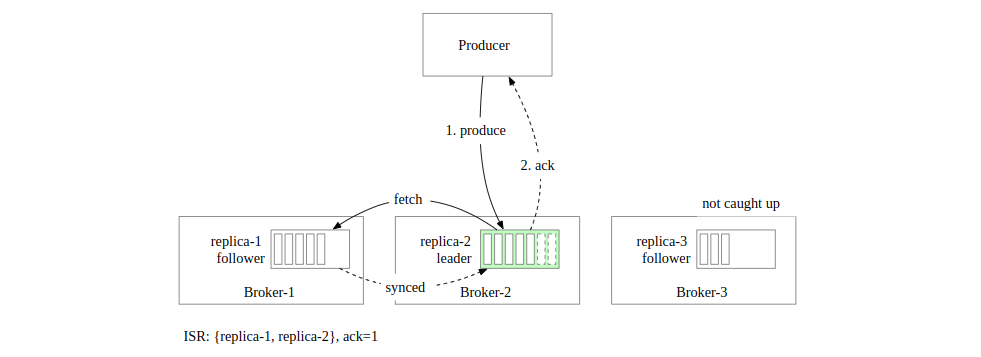 Producer
1. produce
2. ack
fetch
not caught up
replica-1
follower
replica-2
leader
replica-3
follower
synced
Broker-1
Broker-2
Broker-3
ISR: {replica-1, replica-2}, ack=1